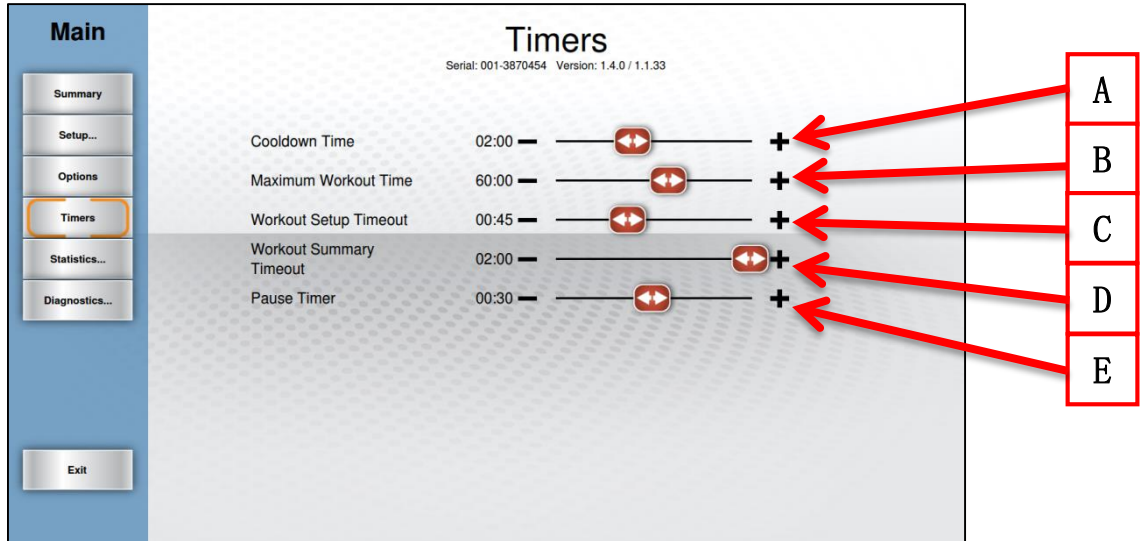 Main
Summary
Setup...
Options
Timers
Statistics...
Diagnostics...
Exit
Timers
Serial: 001-3870454 Version: 1.4.0 / 1.1.33
Cooldown Time 02:00
Maximum Workout Time 60:00
Workout Setup Timeout 00:45
Workout Summary
Timeout 02:00
Pause Timer 00:30
A
B
C
D
E